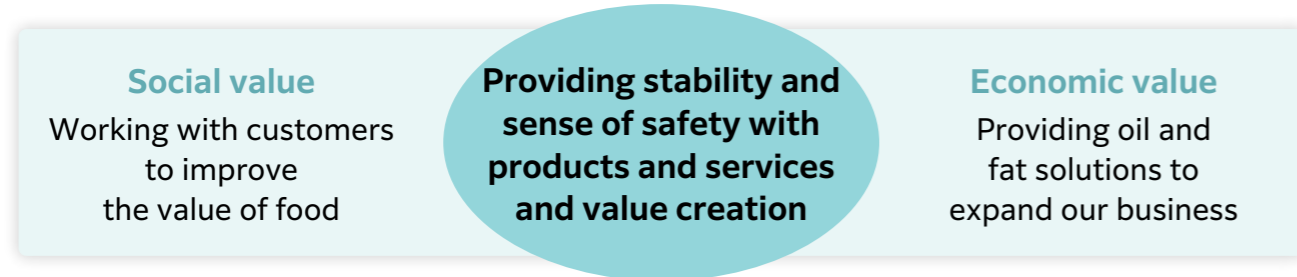 Social value
Working with customers
to improve
the value of food
Providing stability and
sense of safety with
products and services
and value creation
Economic value
Providing oil and
fat solutions to
expand our business